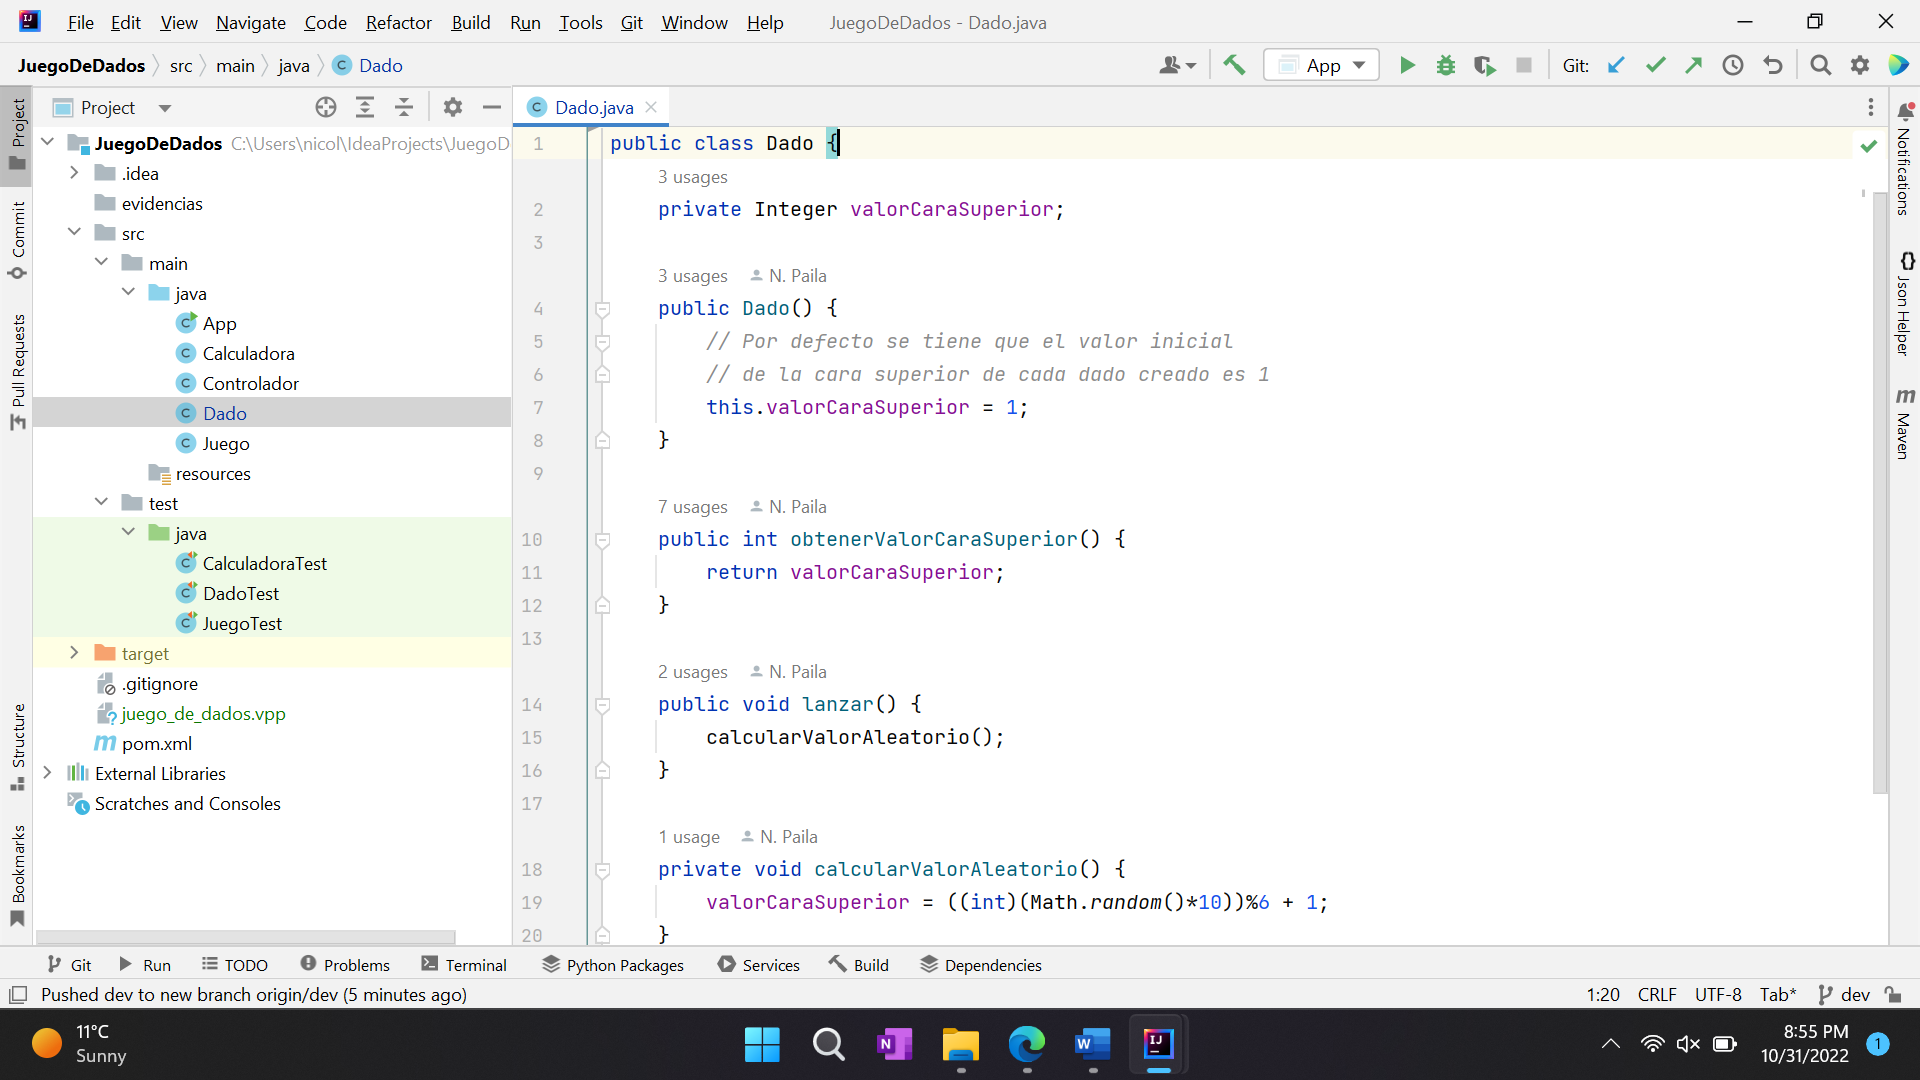 File Edit View Navigate Code Refactor Build Run Tools Git Window Help JuegoDeDados - Dado.java
JuegoDeDados src main java C Dado App Git:
Project
C Dado.java
Project
JuegoDeDados C:\Users\nicol\IdeaProjects\JuegoD
.idea
evidencias
src
main
java
C App
C Calculadora
C Controlador
C Dado
C Juego
resources
test
java
C CalculadoraTest
C DadoTest
C JuegoTest
target
.gitignore
juego_de_dados.vpp
m pom.xml
External Libraries
Scratches and Consoles
Commit
Pull Requests
Structure
Bookmarks
1 public class Dado {
3 usages
2 private Integer valorCaraSuperior;
3
3 usages N. Paila
4 public Dado() {
5 // Por defecto se tiene que el valor inicial
6 // de la cara superior de cada dado creado es 1
7 this.valorCaraSuperior = 1;
8 }
9
7 usages N. Paila
10 public int obtenerValorCaraSuperior() {
11 return valorCaraSuperior;
12 }
13
2 usages N. Paila
14 public void lanzar() {
15 calcularValorAleatorio();
16 }
17
1 usage N. Paila
18 private void calcularValorAleatorio() {
19 valorCaraSuperior = ((int)(Math.random()*10))%6 + 1;
20 }
Notifications
{} Json Helper
m Maven
Git Run TODO Problems Terminal Python Packages Services Build Dependencies
Pushed dev to new branch origin/dev (5 minutes ago) 1:20 CRLF UTF-8 Tab* dev
11°C
Sunny
8:55 PM
10/31/2022
1